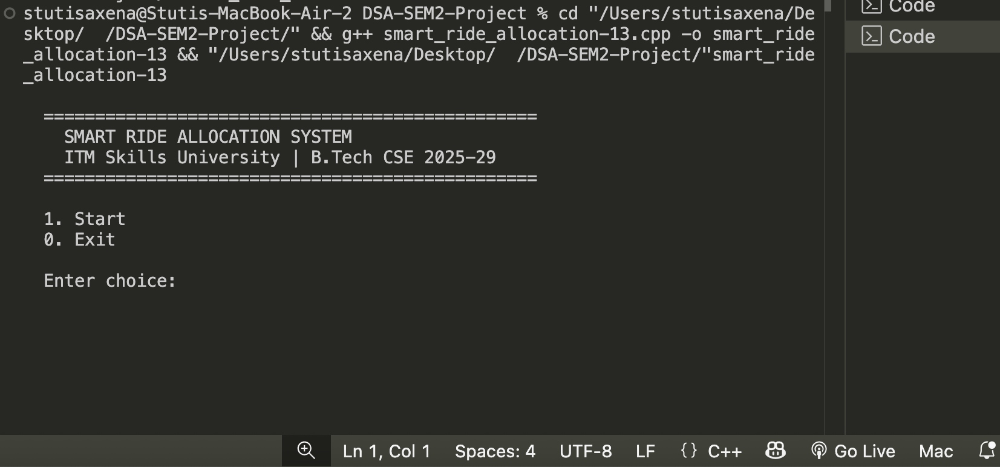 Code
stutisaxena@Stutis-MacBook-Air-2 DSA-SEM2-Project % cd "/Users/stutisaxena/De
sktop/  /DSA-SEM2-Project/" && g++ smart_ride_allocation-13.cpp -o smart_ride
_allocation-13 && "/Users/stutisaxena/Desktop/  /DSA-SEM2-Project/"smart_ride
_allocation-13
Code
================================================
SMART RIDE ALLOCATION SYSTEM
ITM Skills University | B.Tech CSE 2025-29
================================================
1. Start
0. Exit
Enter choice:
Ln 1, Col 1 Spaces: 4 UTF-8 LF {} C++ Go Live Mac